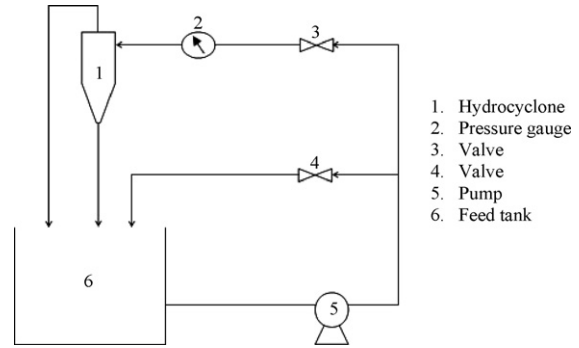 2
3
1
4
6
5
1. Hydrocyclone
2. Pressure gauge
3. Valve
4. Valve
5. Pump
6. Feed tank